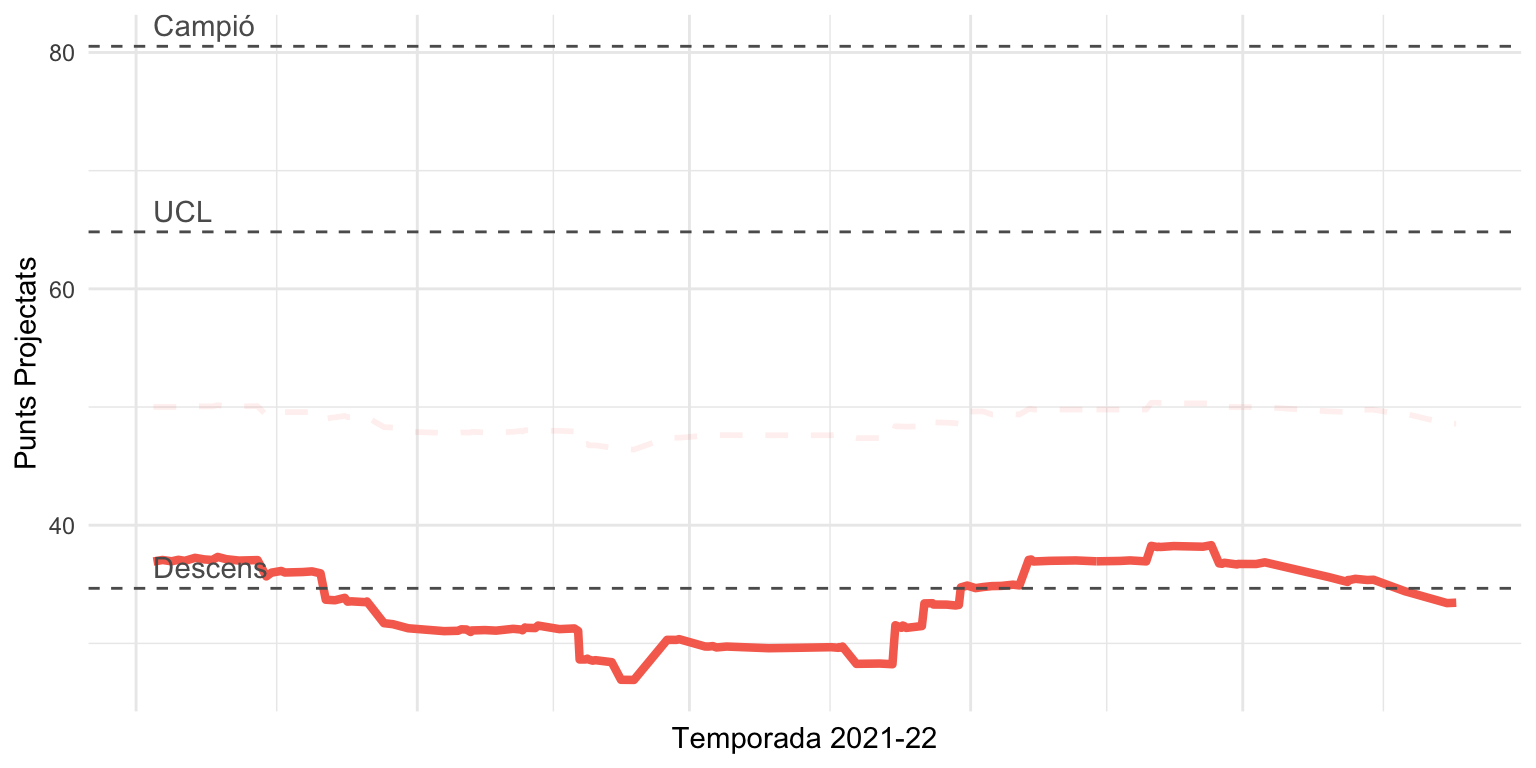 Campió
80
UCL
60
Punts Projectats
40
Descens
Temporada 2021-22